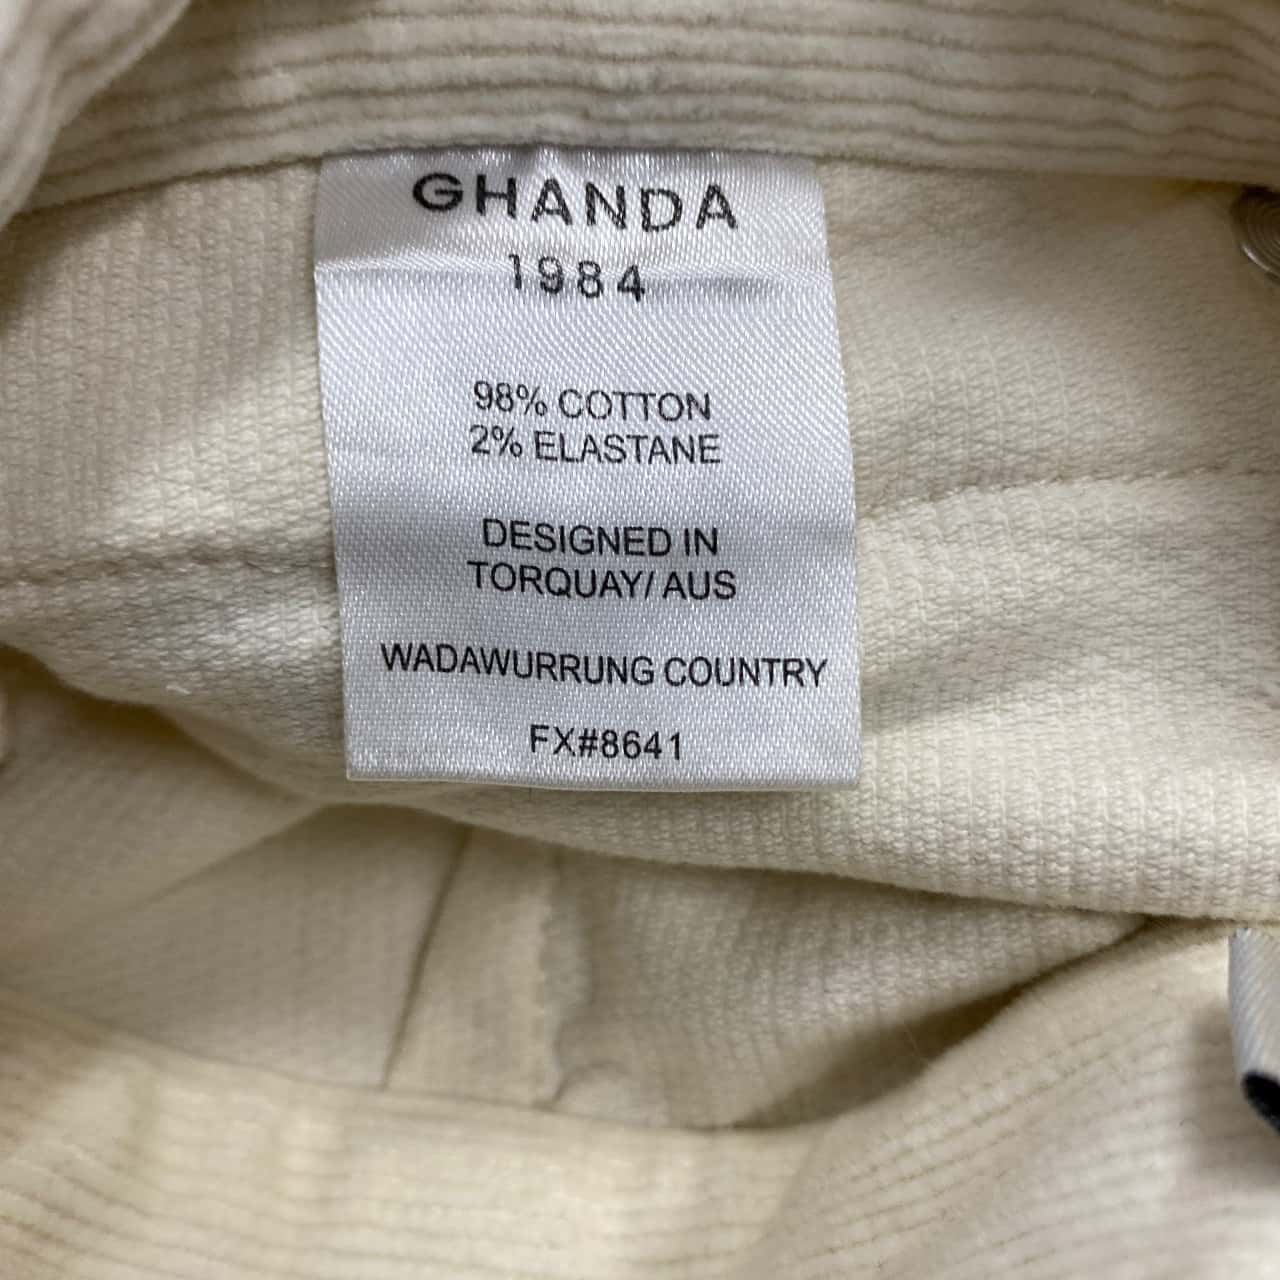 GHANDA
1984
98% COTTON
2% ELASTANE
DESIGNED IN
TORQUAY/ AUS
WADAWURRUNG COUNTRY
FX#8641